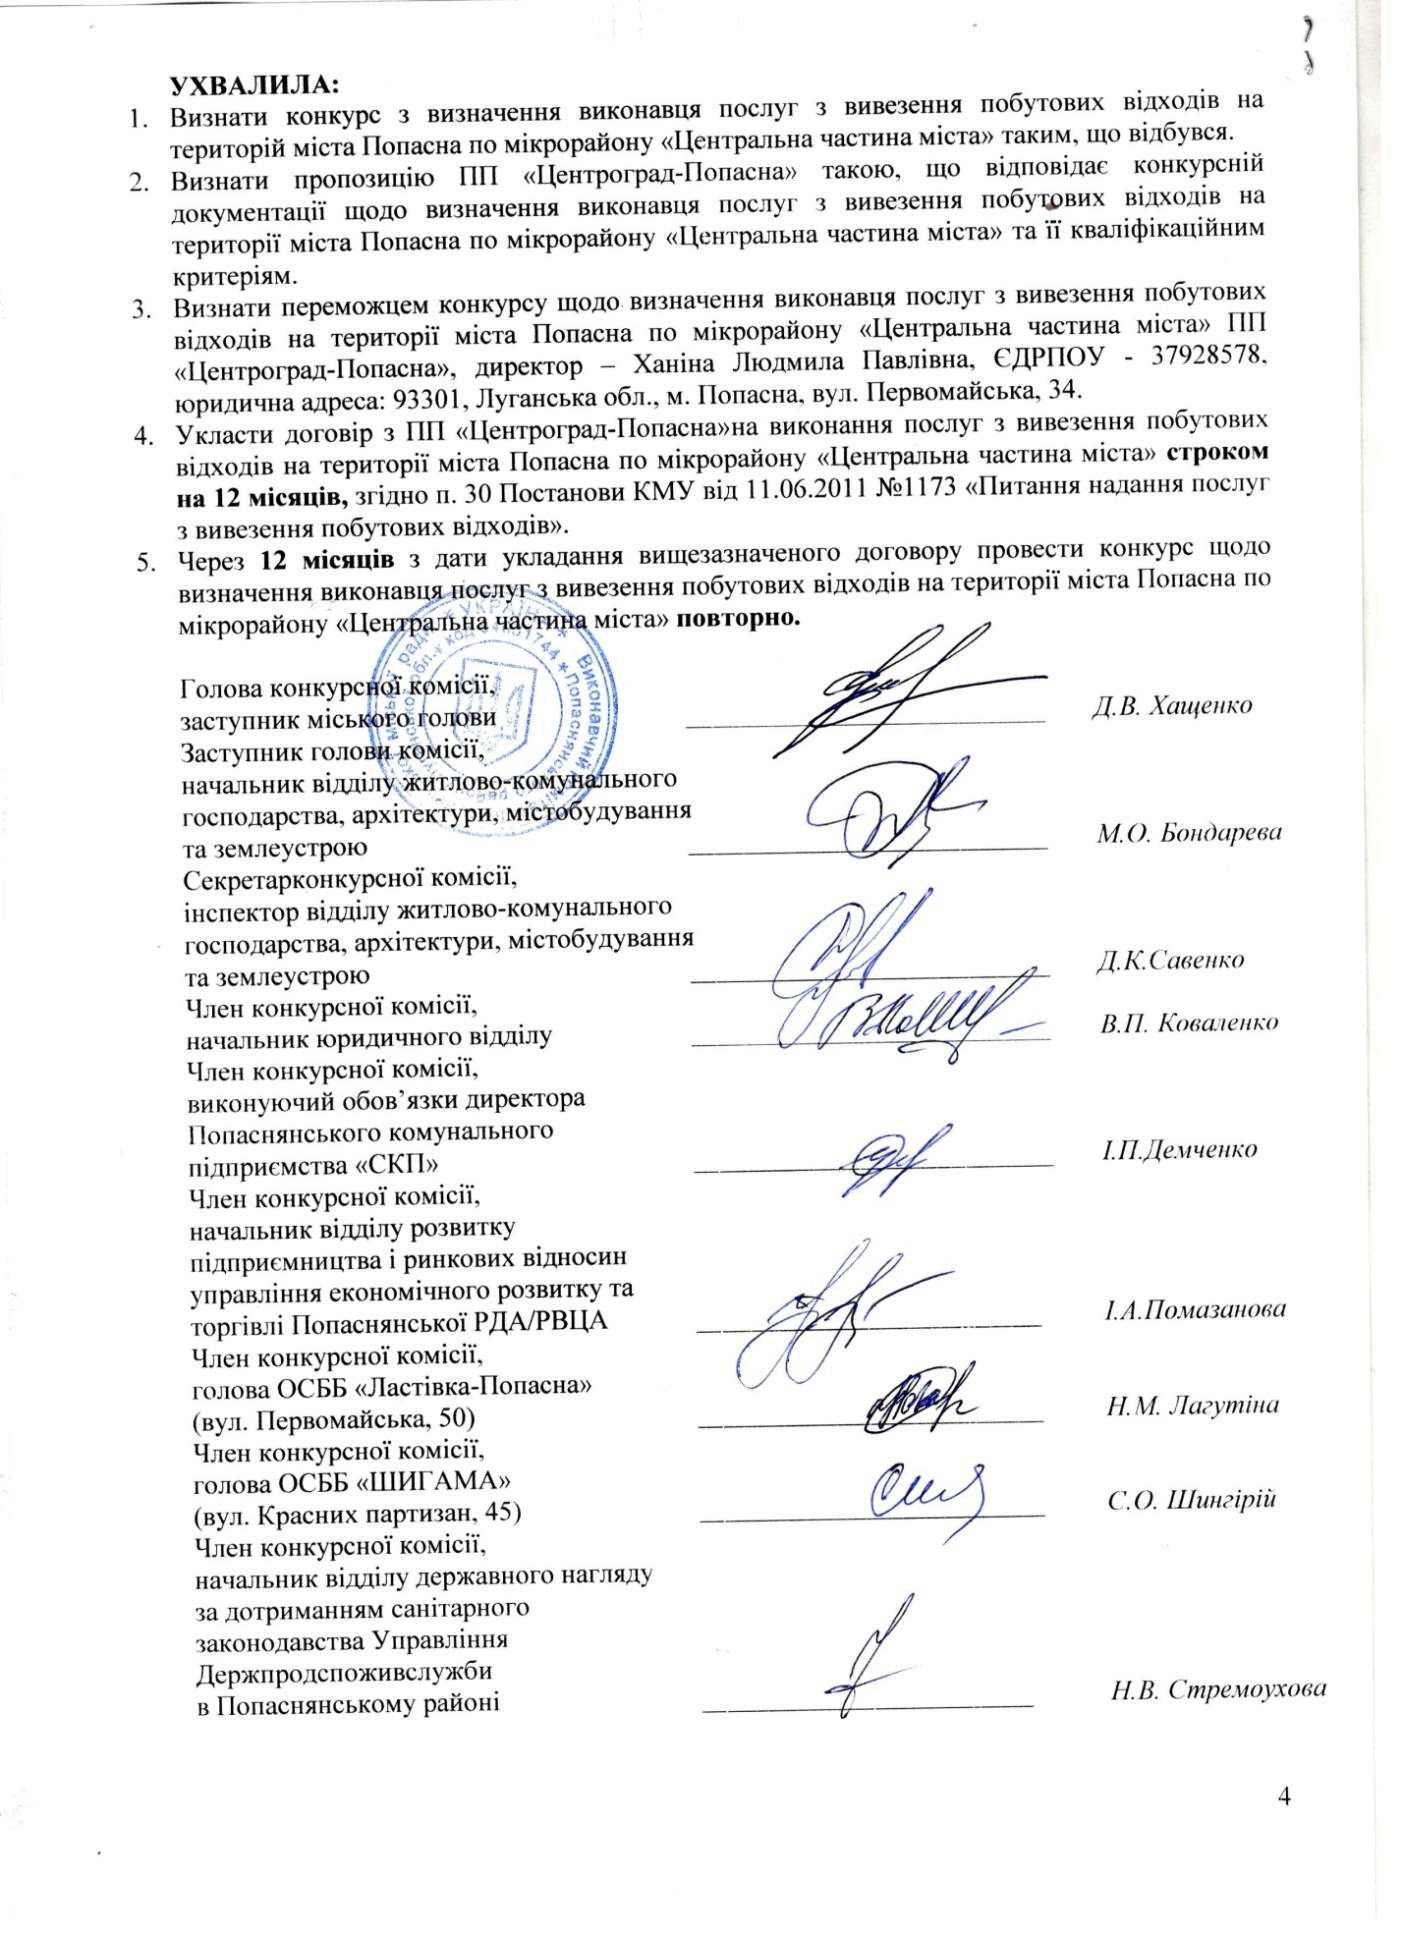 УХВАЛИЛА:
1. Визнати конкурс з визначення виконавця послуг з вивезення побутових відходів на
територій міста Попасна по мікрорайону «Центральна частина міста» таким, що відбувся.
2. Визнати пропозицію ПП «Центроград-Попасна» такою, що відповідає конкурсній
документації щодо визначення виконавця послуг з вивезення побутових відходів на
території міста Попасна по мікрорайону «Центральна частина міста» та її кваліфікаційним
критеріям.
3. Визнати переможцем конкурсу щодо визначення виконавця послуг з вивезення побутових
відходів на території міста Попасна по мікрорайону «Центральна частина міста» ПП
«Центроград-Попасна», директор – Ханіна Людмила Павлівна, ЄДРПОУ - 37928578,
юридична адреса: 93301, Луганська обл., м. Попасна, вул. Первомайська, 34.
4. Укласти договір з ПП «Центроград-Попасна»на виконання послуг з вивезення побутових
відходів на території міста Попасна по мікрорайону «Центральна частина міста» строком
на 12 місяців, згідно п. 30 Постанови КМУ від 11.06.2011 №1173 «Питання надання послуг
з вивезення побутових відходів».
5. Через 12 місяців з дати укладання вищезазначеного договору провести конкурс щодо
визначення виконавця послуг з вивезення побутових відходів на території міста Попасна по
мікрорайону «Центральна частина міста» повторно.
Голова конкурсної комісії,
заступник міського голови Д.В. Хащенко
Заступник голови комісії,
начальник відділу житлово-комунального
господарства, архітектури, містобудування
та землеустрою М.О. Бондарева
Секретарконкурсної комісії,
інспектор відділу житлово-комунального
господарства, архітектури, містобудування
та землеустрою Д.К.Савенко
Член конкурсної комісії,
начальник юридичного відділу В.П. Коваленко
Член конкурсної комісії,
виконуючий обов’язки директора
Попаснянського комунального
підприємства «СКП» І.П.Демченко
Член конкурсної комісії,
начальник відділу розвитку
підприємництва і ринкових відносин
управління економічного розвитку та
торгівлі Попаснянської РДА/РВЦА І.А.Помазанова
Член конкурсної комісії,
голова ОСББ «Ластівка-Попасна»
(вул. Первомайська, 50) Н.М. Лагутіна
Член конкурсної комісії,
голова ОСББ «ШИГАМА»
(вул. Красних партизан, 45) С.О. Шингірій
Член конкурсної комісії,
начальник відділу державного нагляду
за дотриманням санітарного
законодавства Управління
Держпродспоживслужби
в Попаснянському районі Н.В. Стремоухова
4
УКРАЇНА * Виконавчий